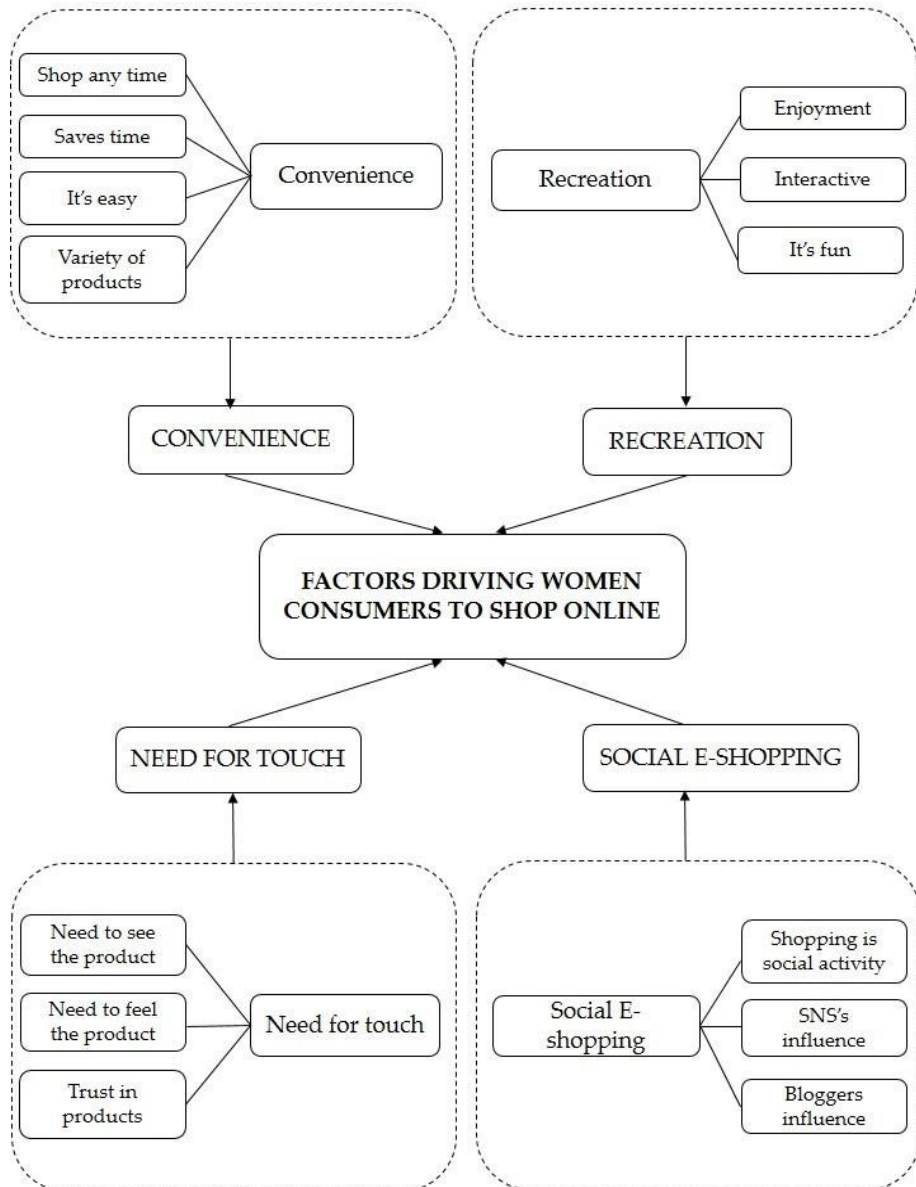 Shop any time
Saves time
It's easy
Variety of
products
Convenience
Recreation
Enjoyment
Interactive
It's fun
CONVENIENCE
RECREATION
FACTORS DRIVING WOMEN
CONSUMERS TO SHOP ONLINE
NEED FOR TOUCH
SOCIAL E-SHOPPING
Need to see
the product
Need to feel
the product
Trust in
products
Need for touch
Social E-
shopping
Shopping is
social activity
SNS's
influence
Bloggers
influence